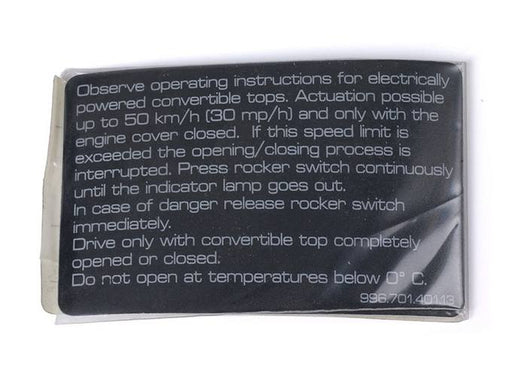 Observe operating instructions for electrically
powered convertible tops. Actuation possible
up to 50 km/h (30 mp/h) and only with the
engine cover closed. If this speed limit is
exceeded the opening/closing process is
interrupted. Press rocker switch continuously
until the indicator lamp goes out.
In case of danger release rocker switch
immediately.
Drive only with convertible top completely
opened or closed.
Do not open at temperatures below 0° C.
996.701.40113